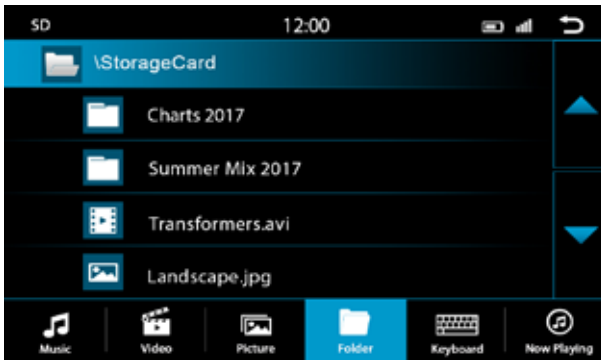 SD 12:00
\StorageCard
Charts 2017
Summer Mix 2017
Transformers.avi
Landscape.jpg
Music Video Picture Folder Keyboard Now Playing